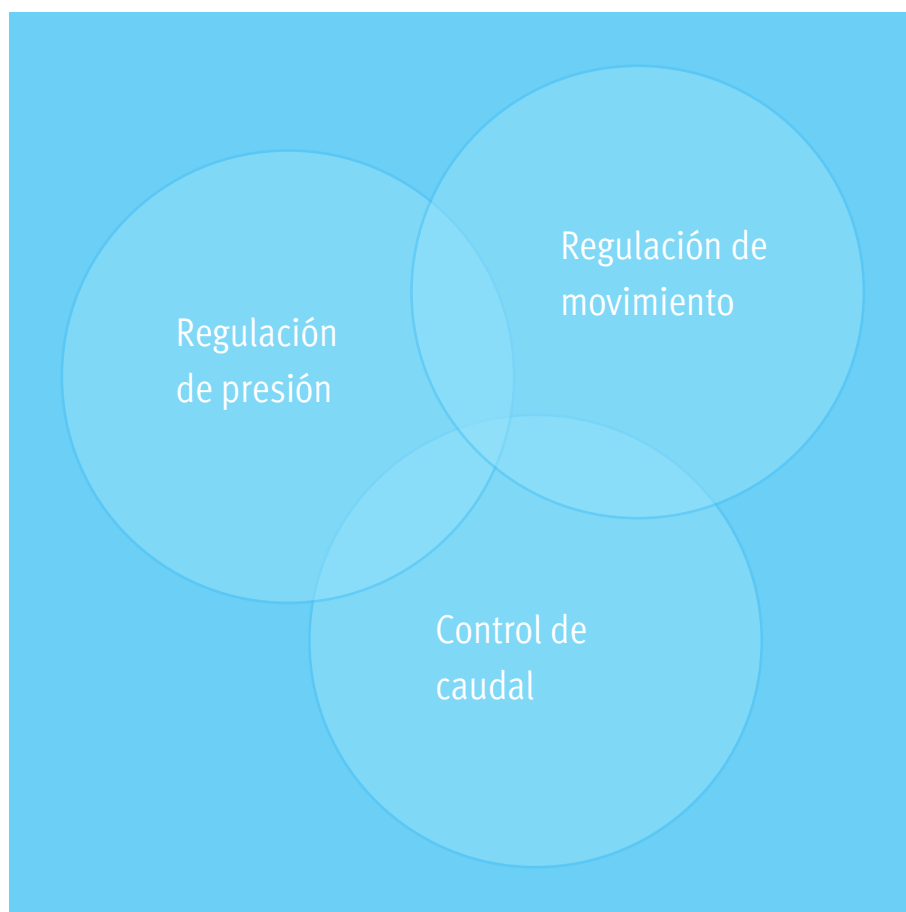 Regulación de
movimiento
Regulación
de presión
Control de
caudal